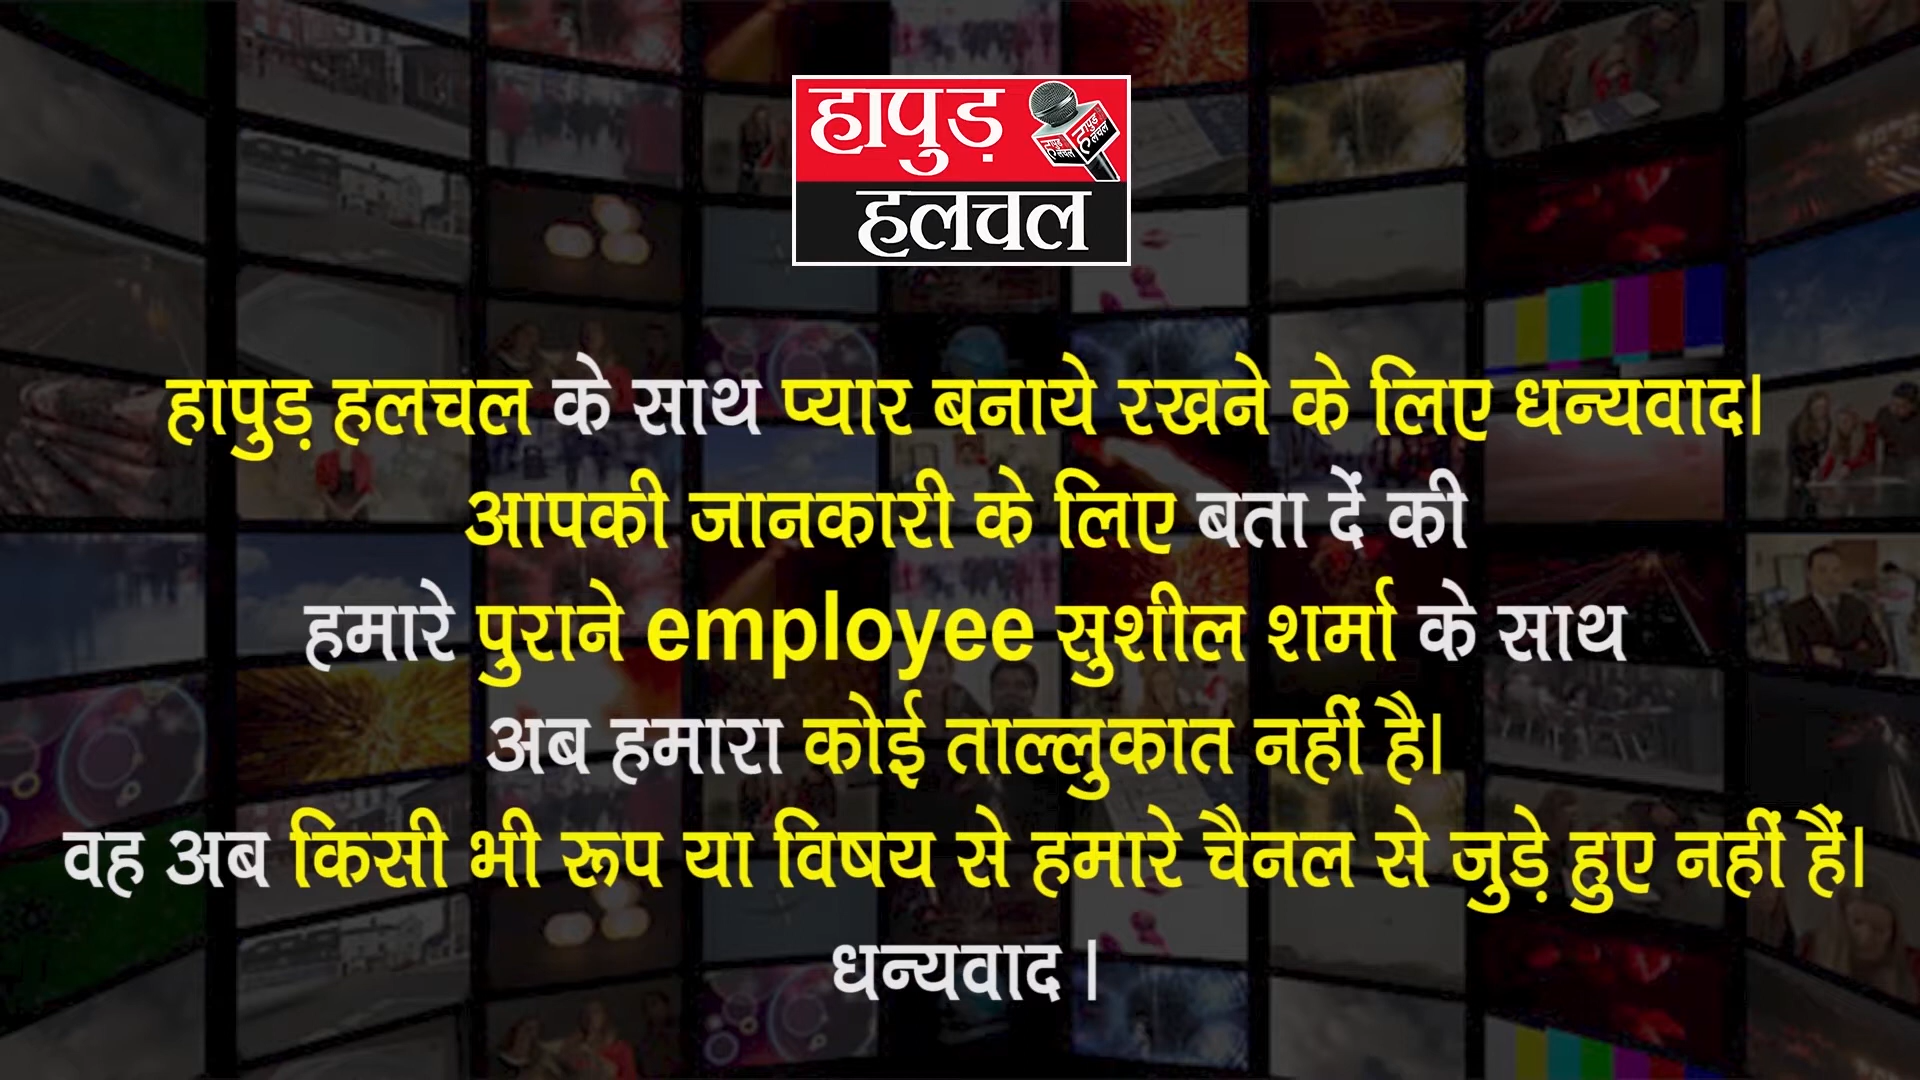 हापुड़
हलचल
हापुड़ हलचल के साथ प्यार बनाये रखने के लिए धन्यवाद।
आपकी जानकारी के लिए बता दें की
हमारे पुराने employee सुशील शर्मा के साथ
अब हमारा कोई ताल्लुकात नहीं है।
वह अब किसी भी रूप या विषय से हमारे चैनल से जुड़े हुए नहीं हैं।
धन्यवाद ।